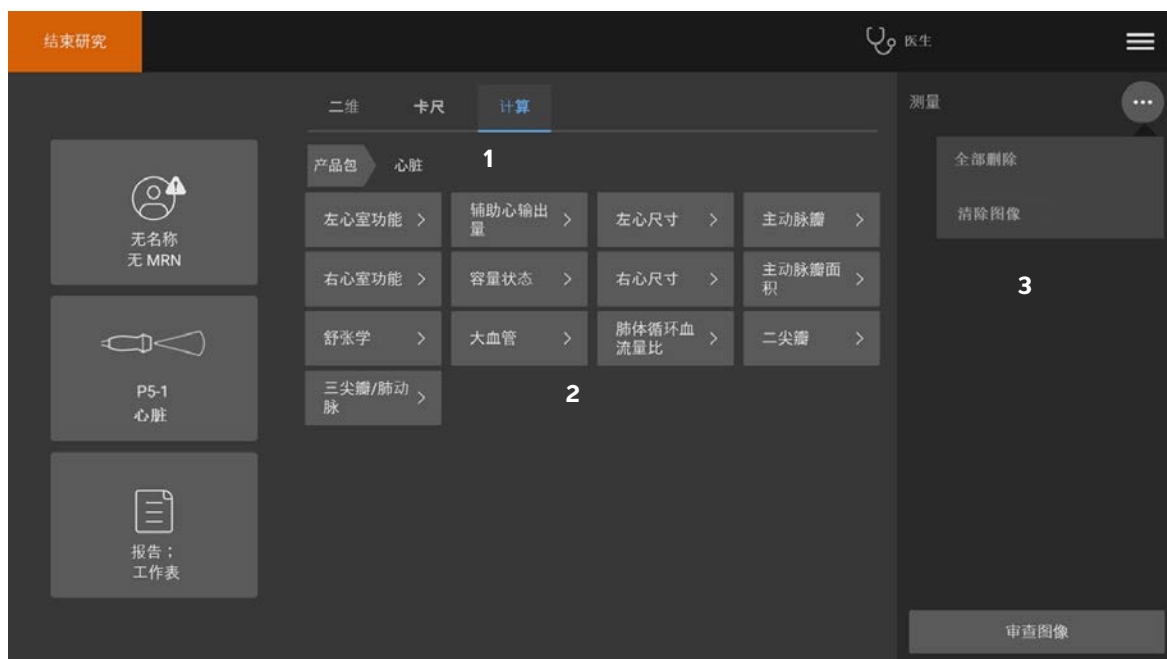 结束研究
医生
二维 卡尺 计算
测量
1
产品包 心脏
全部删除
清除图像
无名称
无 MRN
左心室功能
辅助心输出
量
左心尺寸
主动脉瓣
右心室功能
容量状态
右心尺寸
主动脉瓣面
积
3
舒张学
大血管
肺体循环血
流量比
二尖瓣
三尖瓣/肺动
脉
2
P5-1
心脏
报告；
工作表
审查图像